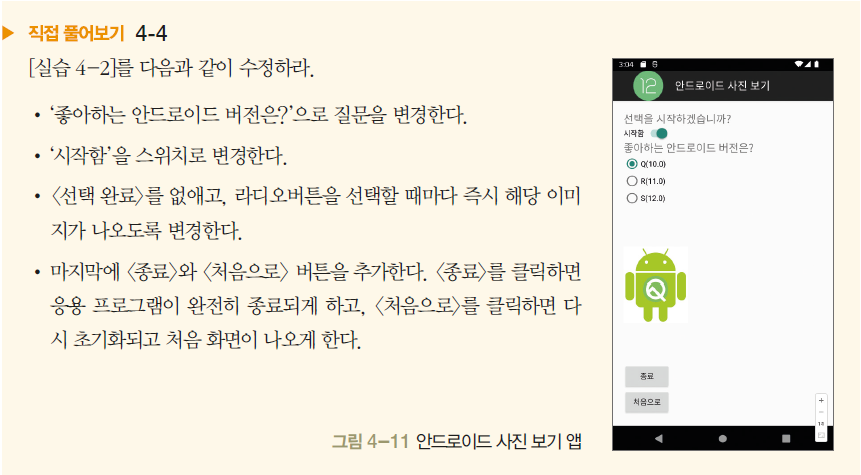 ▶ 직접 풀어보기 4-4
[실습 4-2]를 다음과 같이 수정하라.
• ‘좋아하는 안드로이드 버전은?’으로 질문을 변경한다.
• ‘시작함’을 스위치로 변경한다.
• 〈선택 완료〉를 없애고, 라디오버튼을 선택할 때마다 즉시 해당 이미
지가 나오도록 변경한다.
• 마지막에 〈종료〉와 〈처음으로〉 버튼을 추가한다. 〈종료〉를 클릭하면
응용 프로그램이 완전히 종료되게 하고, 〈처음으로〉를 클릭하면 다
시 초기화되고 처음 화면이 나오게 한다.
그림 4-11 안드로이드 사진 보기 앱
3:04
12 안드로이드 사진 보기
선택을 시작하겠습니까?
시작함
좋아하는 안드로이드 버전은?
Q(10.0)
R(11.0)
S(12.0)
Q
종료
처음으로